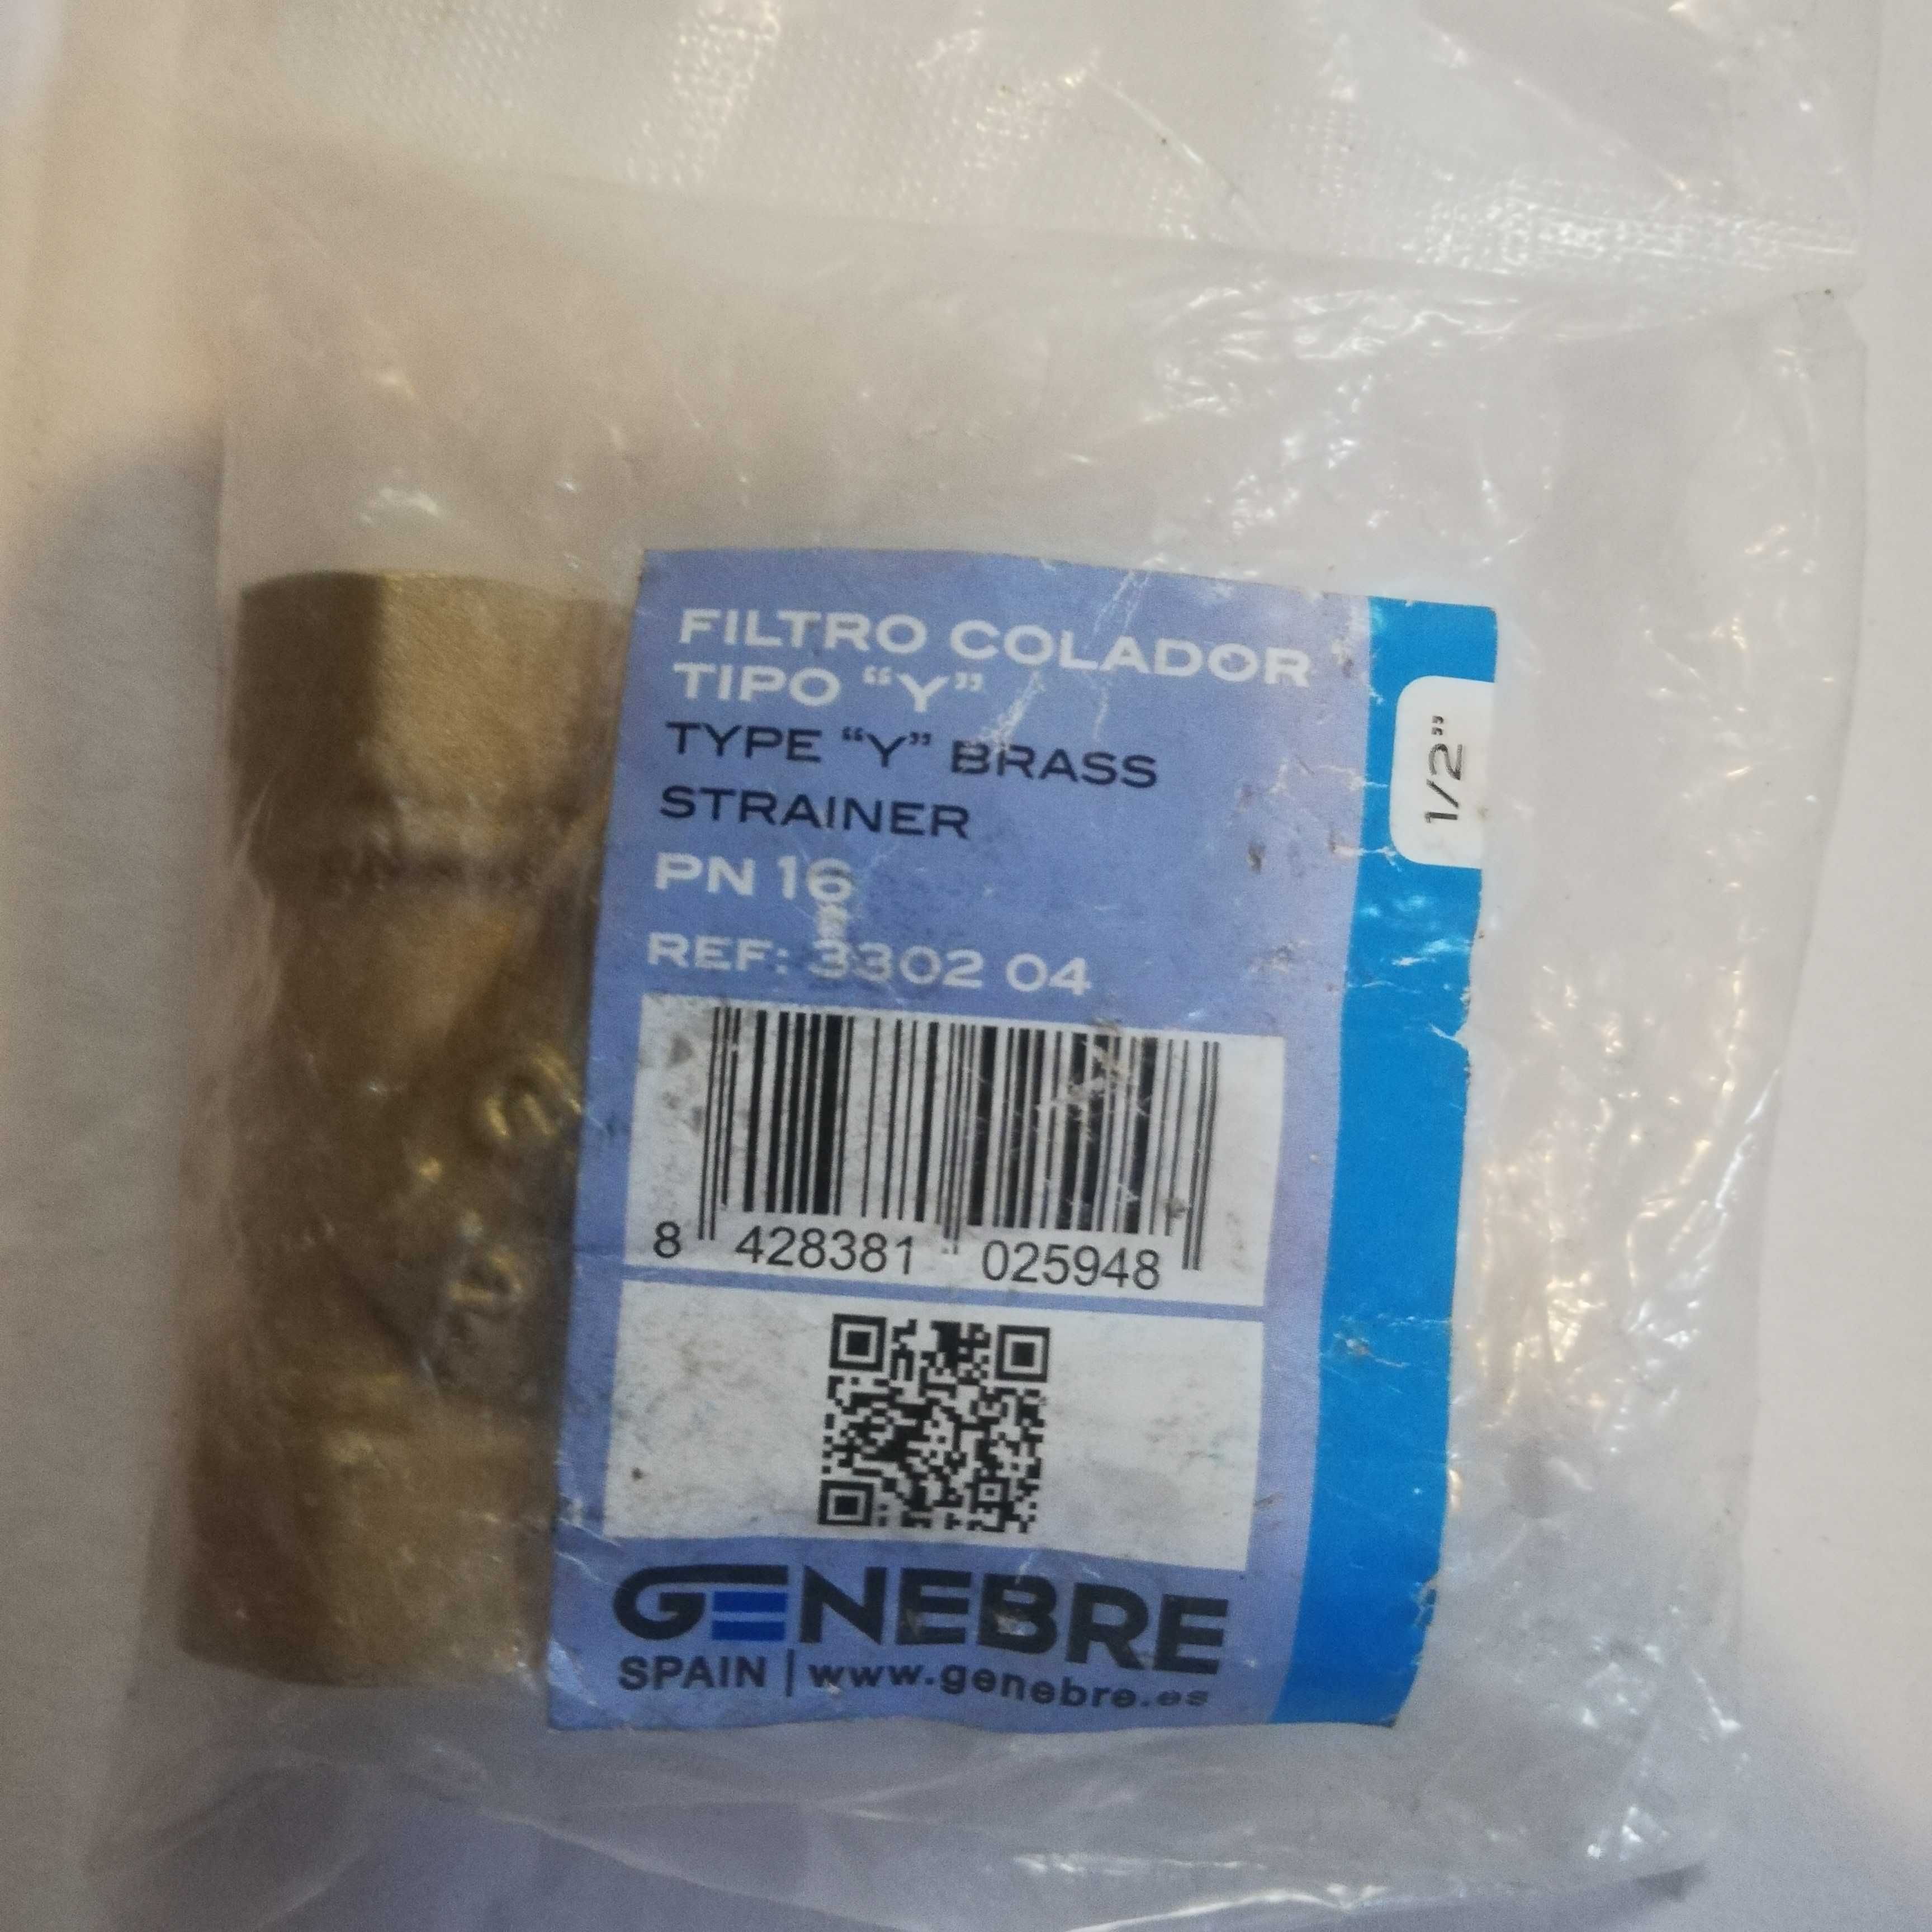 FILTRO COLADOR
TIPO “Y”
TYPE “Y” BRASS
STRAINER
PN 16
REF: 3302 04
1/2”
8 428381 025948
GENEBRE
SPAIN | www.genebre.es